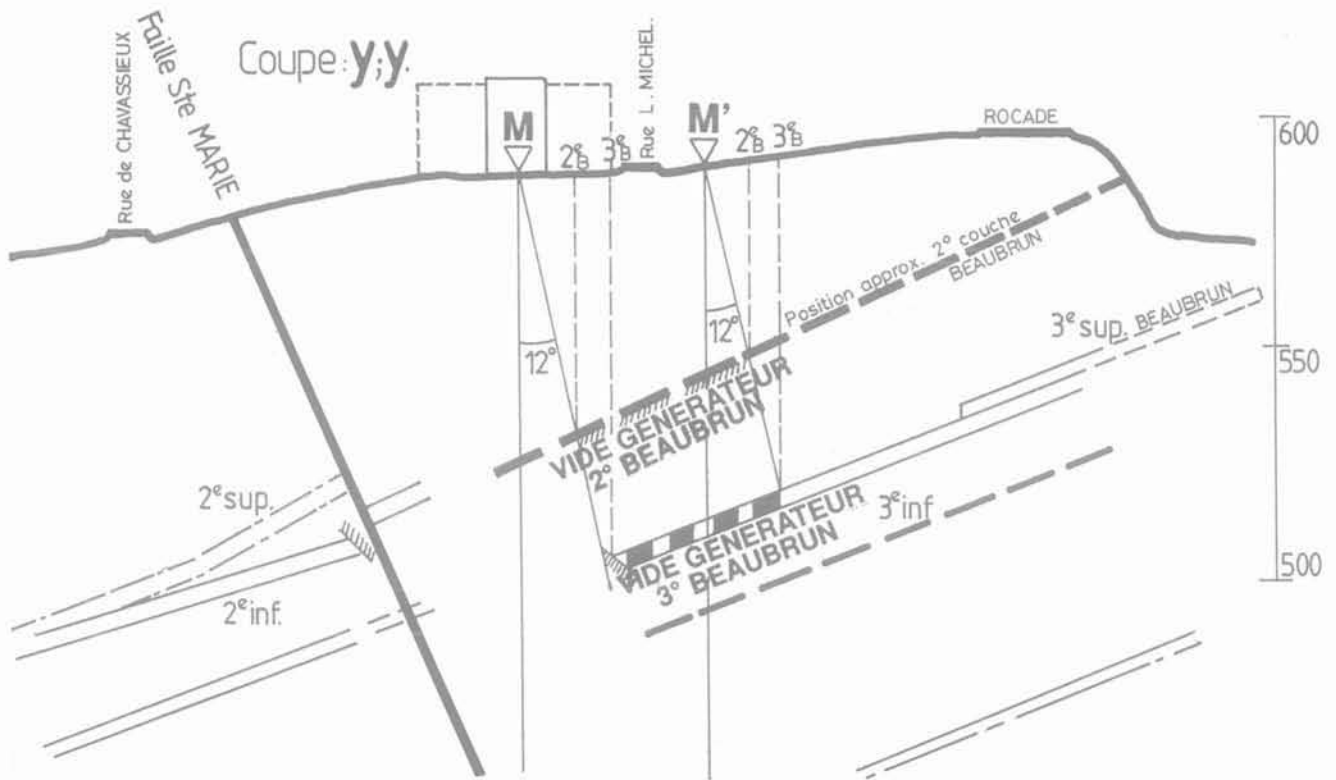 Rue de CHAVASSIEUX
Faille Ste MARIE
Coupe : y; y.
M
2e B
3e B
Rue L. MICHEL.
M'
2e B
3e B
ROCADE
600
12°
12°
Position approx. 2° couche
BEAUBRUN
3e sup. BEAUBRUN
550
VIDE GENERATEUR
2° BEAUBRUN
2e sup.
3e inf
VIDE GENERATEUR
3° BEAUBRUN
500
2e inf.